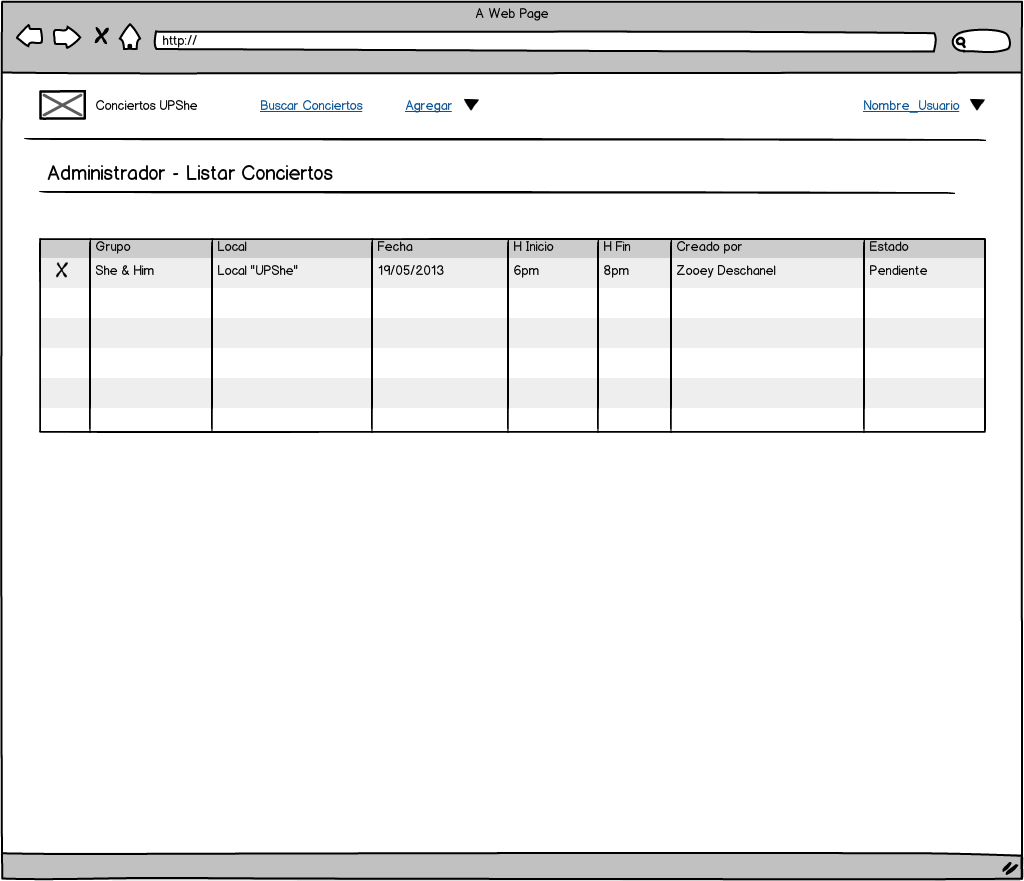 A Web Page
http://
Conciertos UPShe Buscar Conciertos Agregar Nombre_Usuario
Administrador - Listar Conciertos
Grupo Local Fecha H Inicio H Fin Creado por Estado
X She & Him Local "UPShe" 19/05/2013 6pm 8pm Zooey Deschanel Pendiente